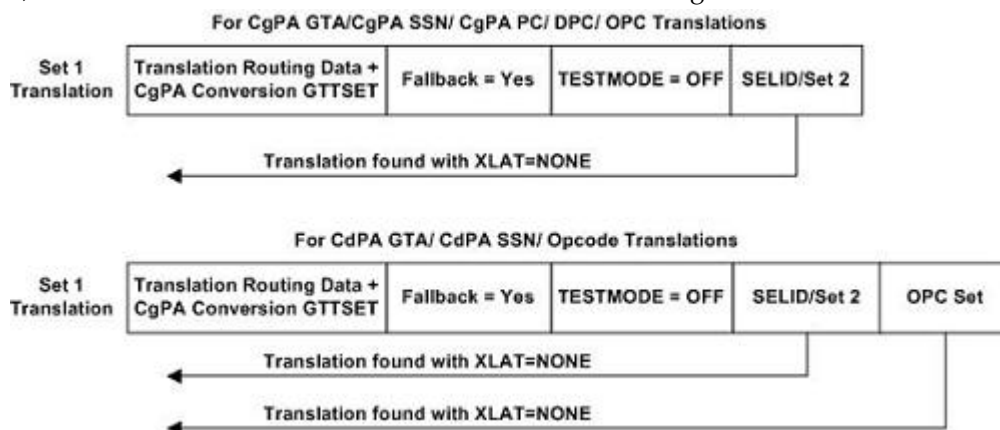 For CgPA GTA/CgPA SSN/ CgPA PC/ DPC/ OPC Translations
Set 1
Translation
Translation Routing Data +
CgPA Conversion GTTSET
Fallback = Yes
TESTMODE = OFF
SELID/Set 2
Translation found with XLAT=NONE
For CdPA GTA/ CdPA SSN/ Opcode Translations
Set 1
Translation
Translation Routing Data +
CgPA Conversion GTTSET
Fallback = Yes
TESTMODE = OFF
SELID/Set 2
OPC Set
Translation found with XLAT=NONE
Translation found with XLAT=NONE